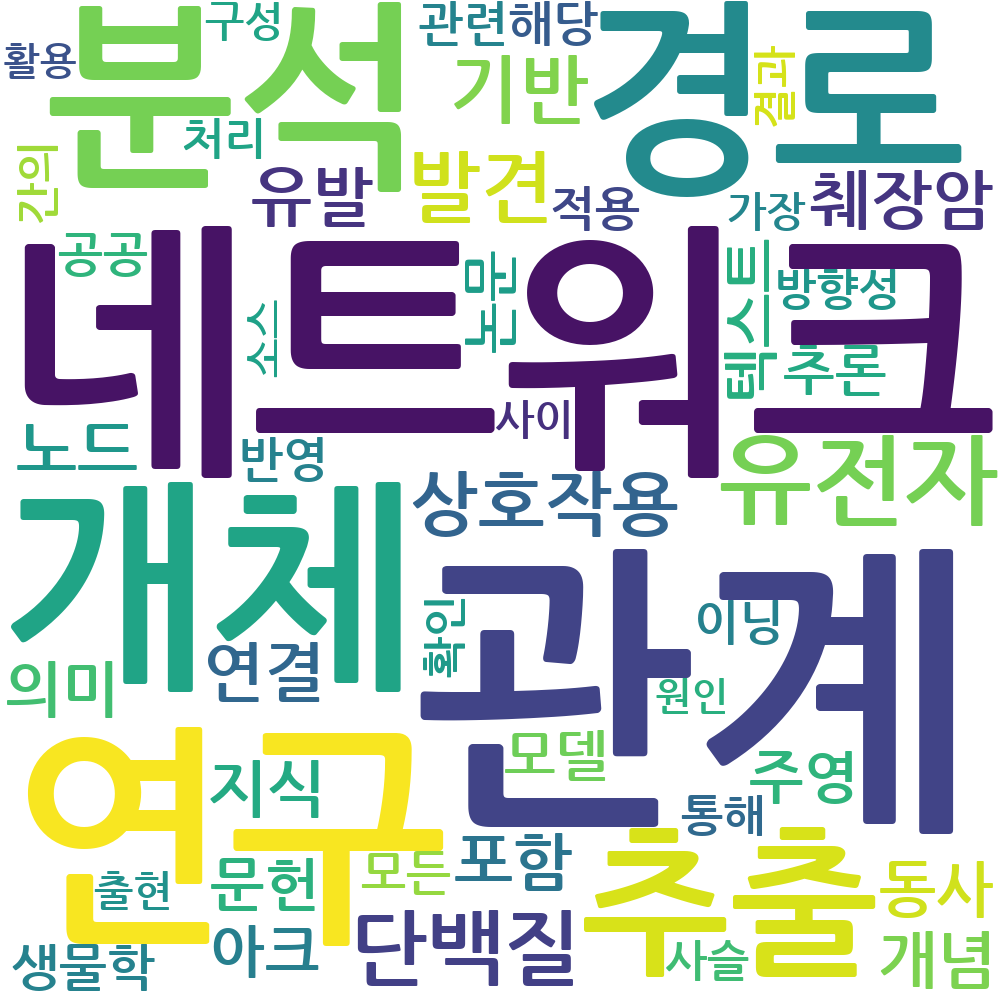 구성
관련
해당
활용
분석
경로
기반
결과
처리
간의
유발
발견
적용
가장
췌장암
공공
네트워크
논문
텍스트
방향성
소스
추론
사이
노드
반영
유전자
상호작용
개체
관계
확인
이닝
의미
연결
원인
연구
지식
모델
주영
통해
추출
문헌
모든
포함
동사
출현
단백질
생물학
아크
사슬
개념